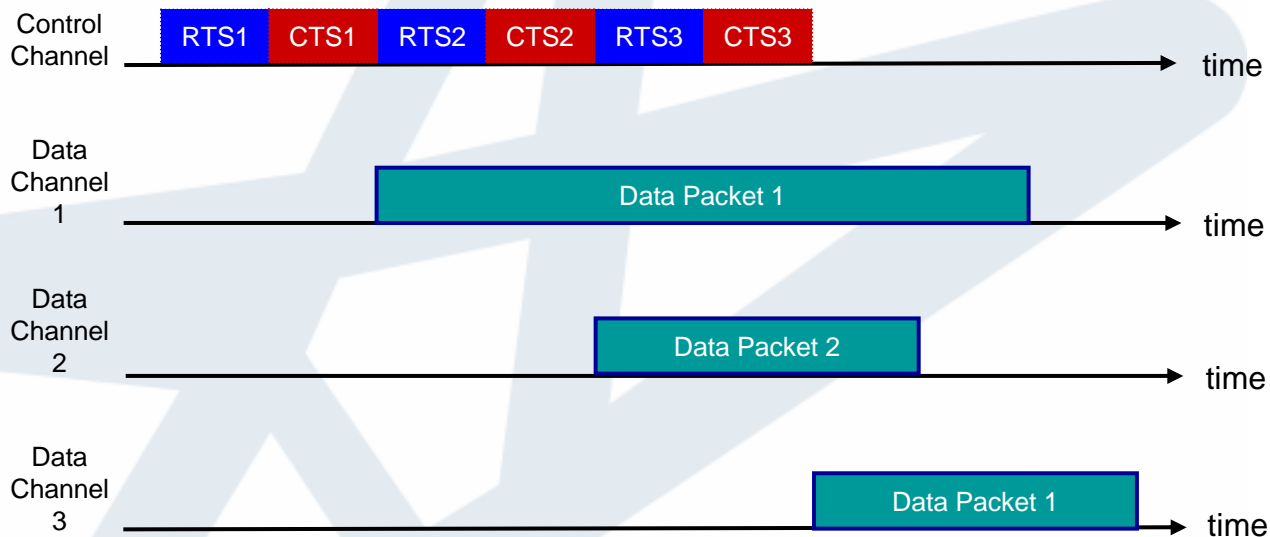 Control
Channel
RTS1 CTS1 RTS2 CTS2 RTS3 CTS3
time
Data
Channel
1
Data Packet 1
time
Data
Channel
2
Data Packet 2
time
Data
Channel
3
Data Packet 1
time